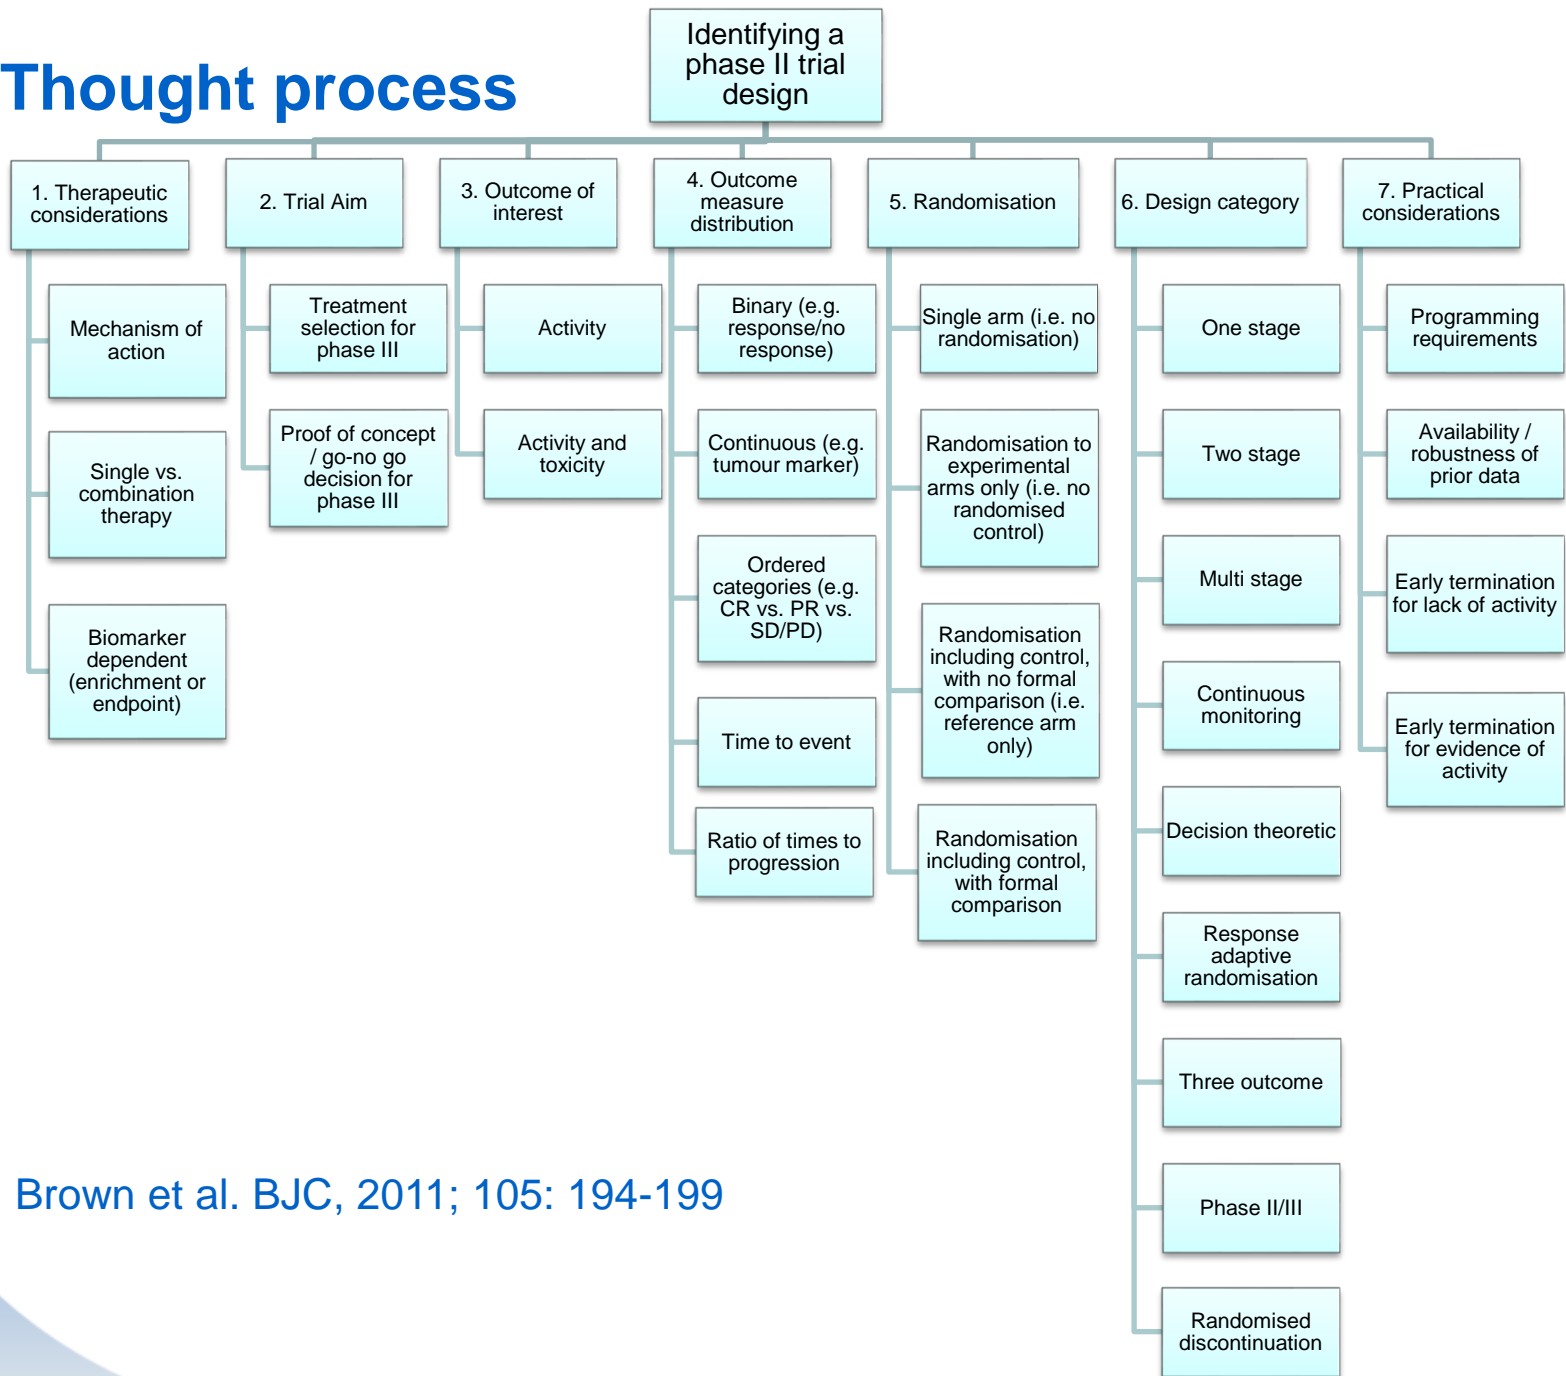 Thought process
Identifying a
phase II trial
design
1. Therapeutic
considerations
Mechanism of
action
Single vs.
combination
therapy
Biomarker
dependent
(enrichment or
endpoint)
2. Trial Aim
Treatment
selection for
phase III
Proof of concept
/ go-no go
decision for
phase III
3. Outcome of
interest
Activity
Activity and
toxicity
4. Outcome
measure
distribution
Binary (e.g.
response/no
response)
Continuous (e.g.
tumour marker)
Ordered
categories (e.g.
CR vs. PR vs.
SD/PD)
Time to event
Ratio of times to
progression
5. Randomisation
Single arm (i.e. no
randomisation)
Randomisation to
experimental
arms only (i.e. no
randomised
control)
Randomisation
including control,
with no formal
comparison (i.e.
reference arm
only)
Randomisation
including control,
with formal
comparison
6. Design category
One stage
Two stage
Multi stage
Continuous
monitoring
Decision theoretic
Response
adaptive
randomisation
Three outcome
Phase II/III
Randomised
discontinuation
7. Practical
considerations
Programming
requirements
Availability /
robustness of
prior data
Early termination
for lack of activity
Early termination
for evidence of
activity
Brown et al. BJC, 2011; 105: 194-199